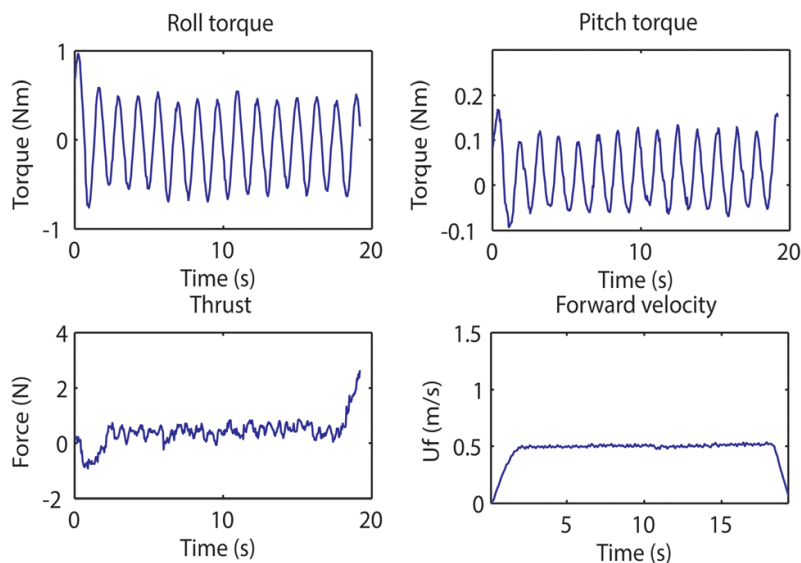 Roll torque
1
0
-1
Torque (Nm)
0
10
20
Time (s)
Pitch torque
0.2
0.1
0
-0.1
Torque (Nm)
0
10
20
Time (s)
Thrust
4
2
0
-2
Force (N)
0
10
20
Time (s)
Forward velocity
1.5
1
0.5
0
Uf (m/s)
5
10
15
Time (s)